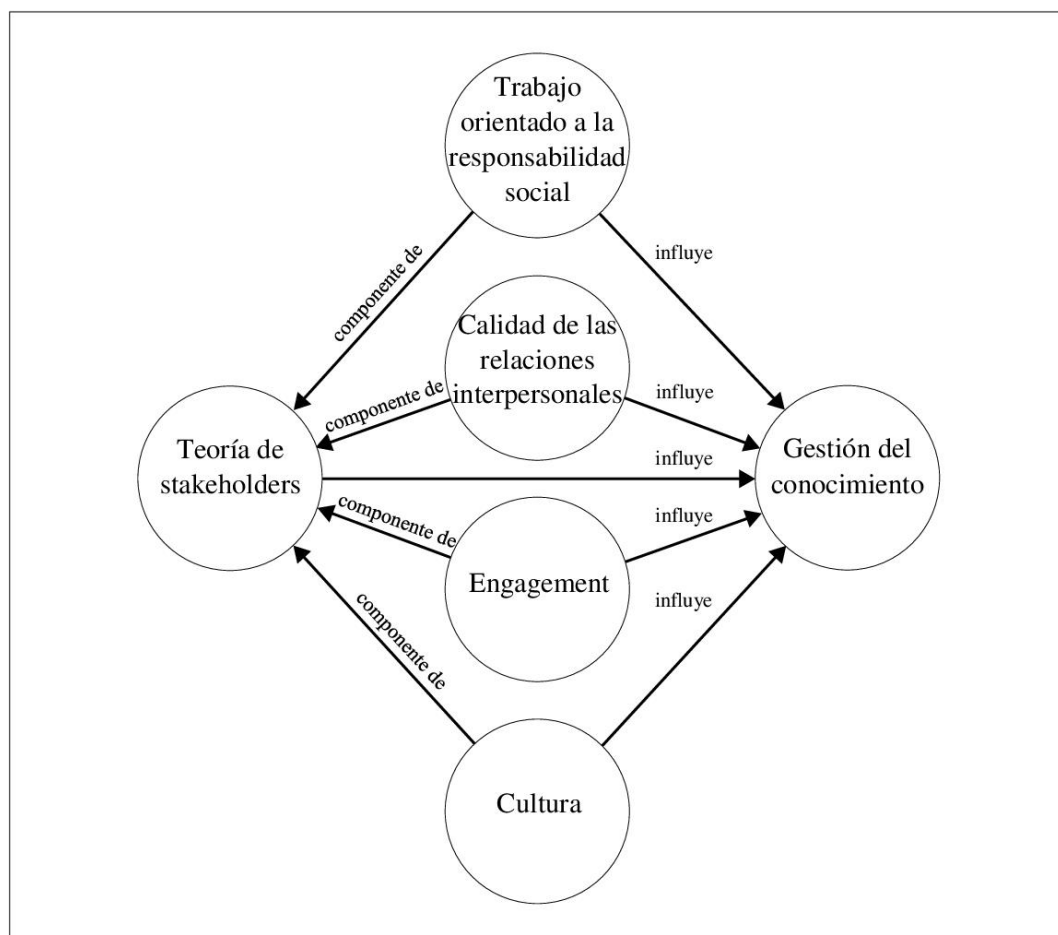 Trabajo
orientado a la
responsabilidad
social
componente de
influye
Calidad de las
relaciones
interpersonales
componente de
influye
Teoría de
stakeholders
influye
Gestión del
conocimiento
componente de
influye
Engagement
componente de
influye
Cultura